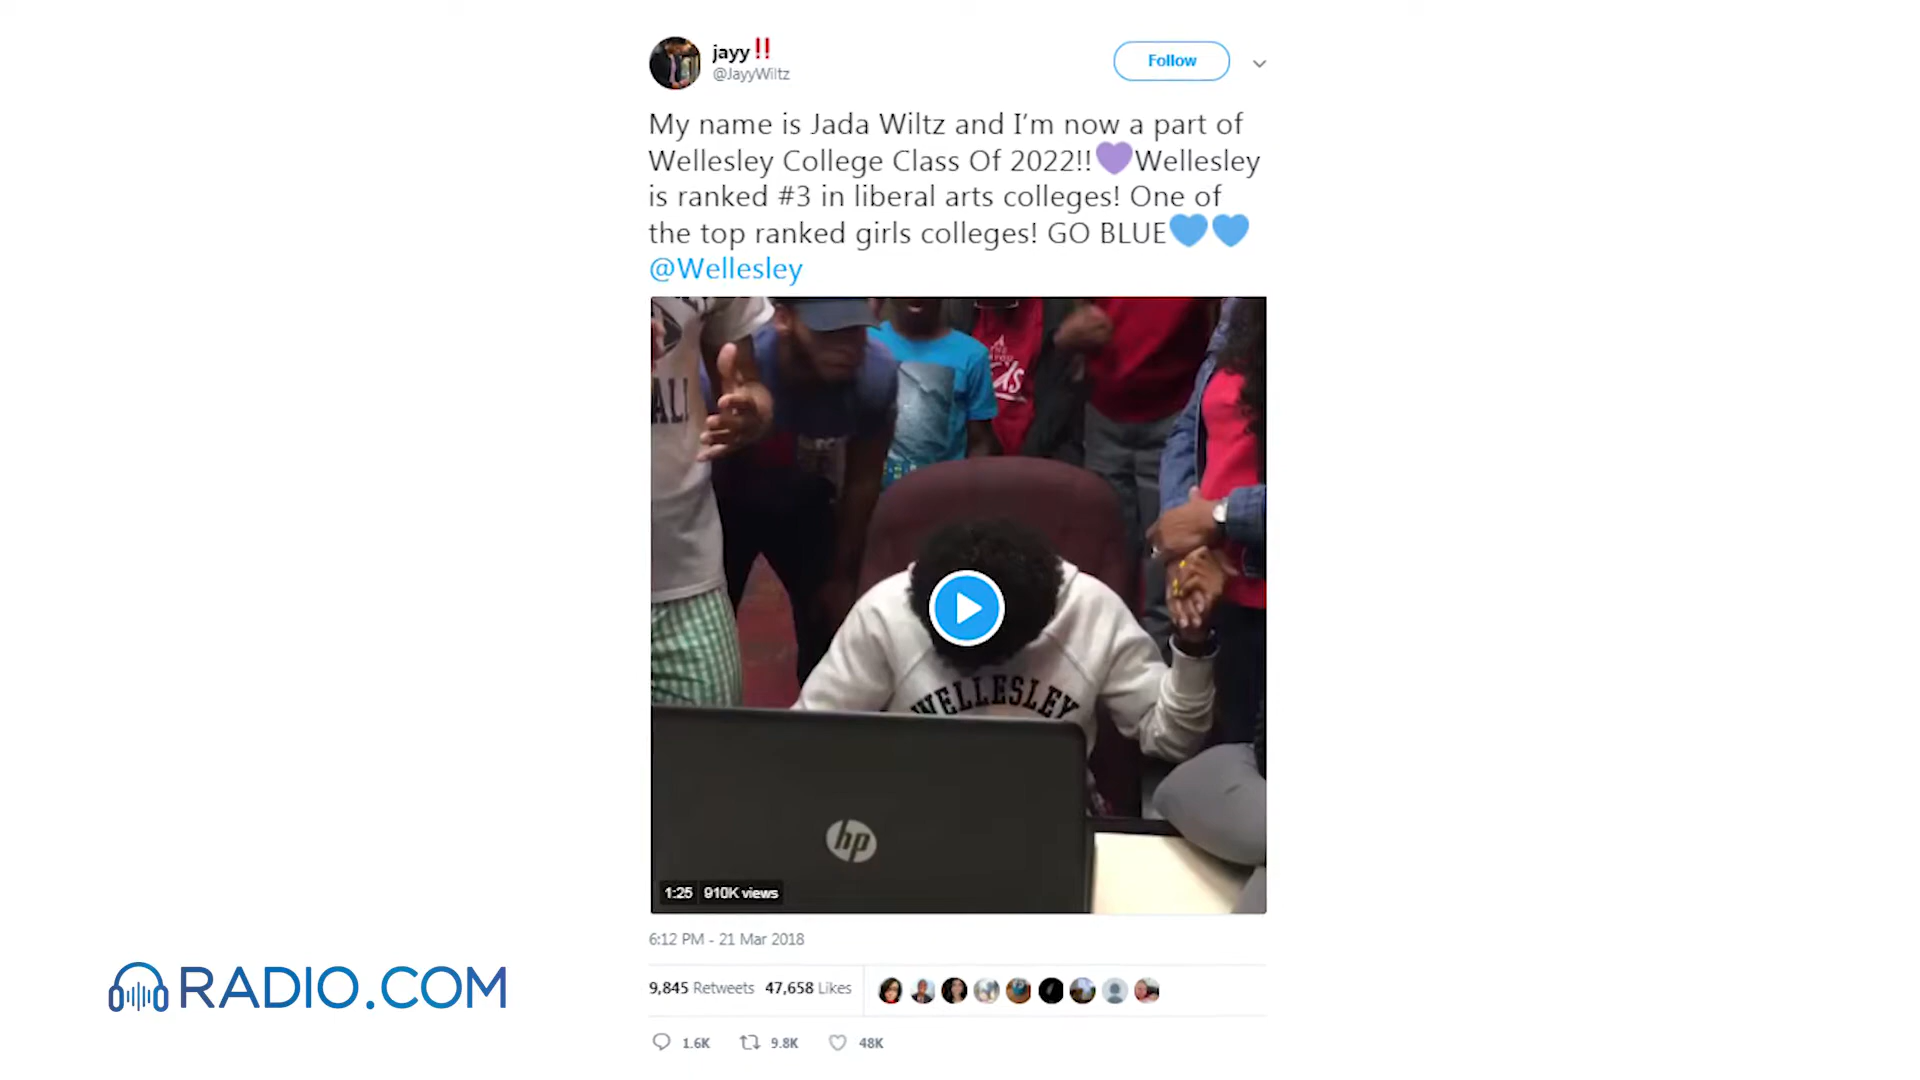 jayy‼
@JayyWiltz
Follow
My name is Jada Wiltz and I'm now a part of
Wellesley College Class Of 2022!!💜Wellesley
is ranked #3 in liberal arts colleges! One of
the top ranked girls colleges! GO BLUE💙💙
@Wellesley
WELLESLEY
hp
1:25 910K views
6:12 PM - 21 Mar 2018
9,845 Retweets 47,658 Likes
1.6K 9.8K 48K
RADIO.COM